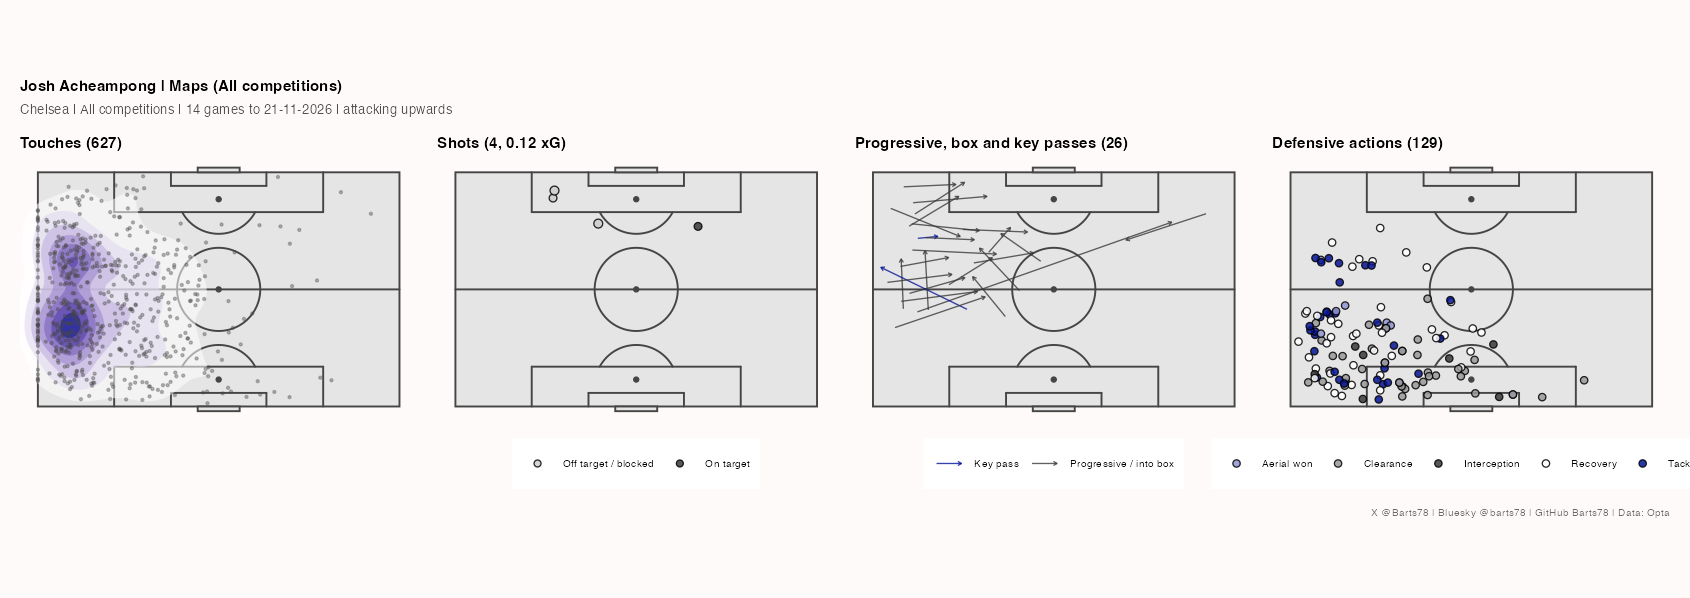 Josh Acheampong | Maps (All competitions)
Chelsea | All competitions | 14 games to 21-11-2026 | attacking upwards
Touches (627)
Shots (4, 0.12 xG)
Progressive, box and key passes (26)
Defensive actions (129)
Off target / blocked
On target
Key pass
Progressive / into box
Aerial won
Clearance
Interception
Recovery
Tack
X @Barts78 | Bluesky @barts78 | GitHub Barts78 | Data: Opta